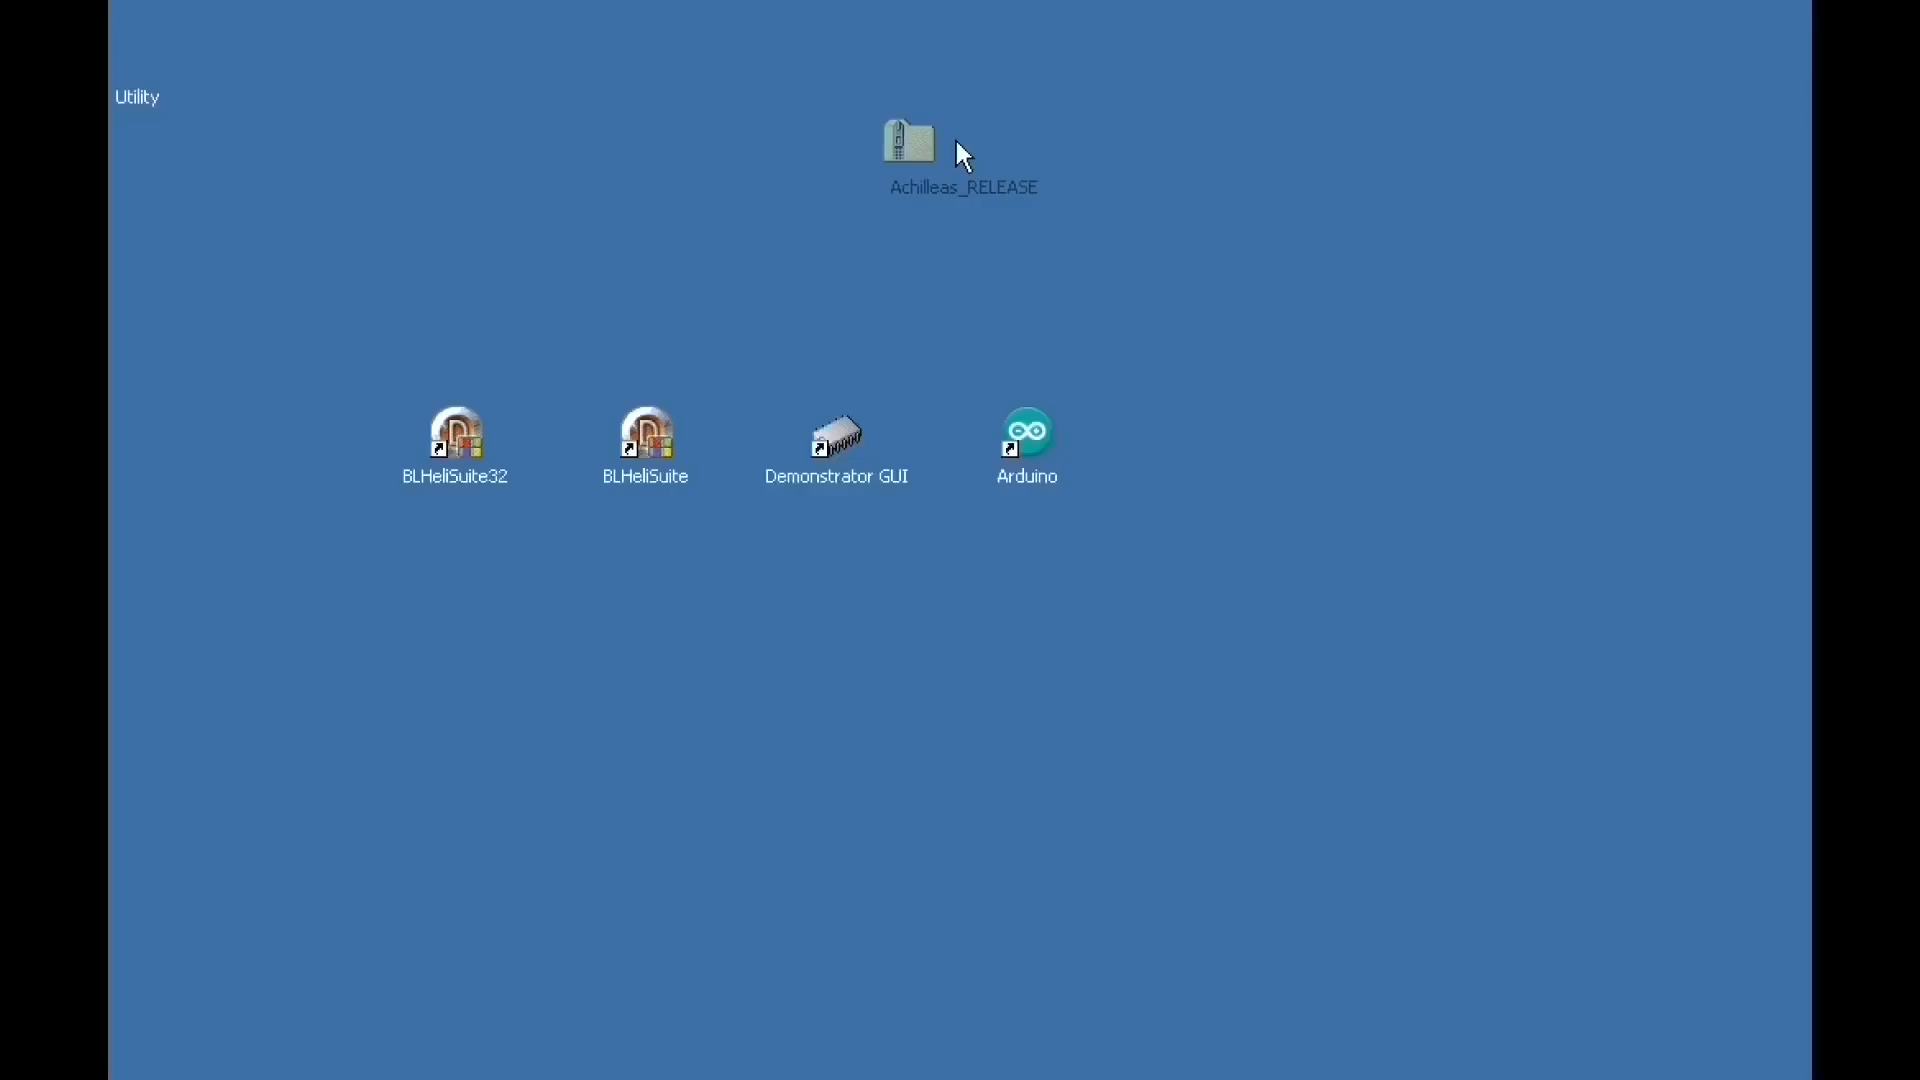 Utility
Achilleas_RELEASE
BLHeliSuite32
BLHeliSuite
Demonstrator GUI
Arduino